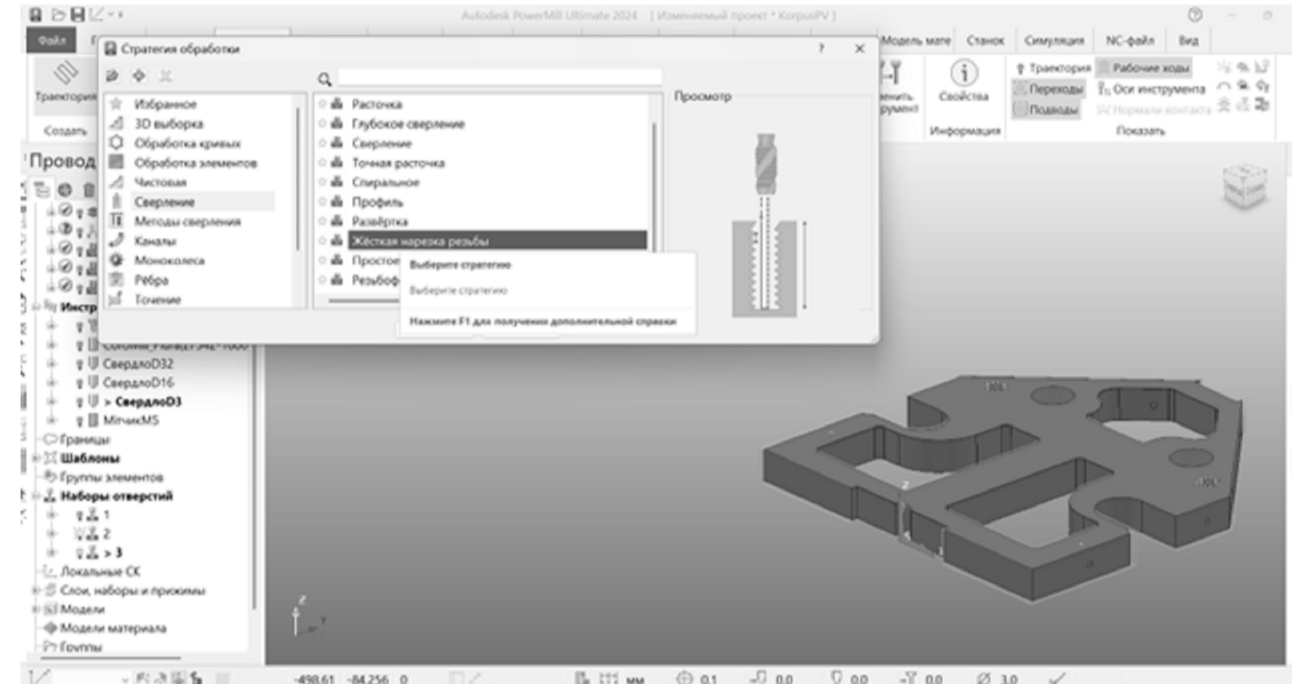 Autodesk PowerMill Ultimate 2024 [ Изменяемый проект * KorpusPV ]
Файл
Модель мате Станок Симуляция NC-файл Вид
Стратегия обработки
? ×
Траектория
Создать
Избранное
3D выборка
Обработка кривых
Обработка элементов
Чистовая
Сверление
Методы сверления
Каналы
Моноколеса
Рёбра
Точение
Расточка
Глубокое сверление
Сверление
Точная расточка
Спиральное
Профиль
Развёртка
Жёсткая нарезка резьбы
Простое
Резьбоф
Выберите стратегию
Выберите стратегию
Нажмите F1 для получения дополнительной справки
Просмотр
Свойства
Информация
Траектория Рабочие ходы
Переходы Оси инструмента
Подводы Нормали контакта
Показать
Провод
Инстр
СверлоD32
СверлоD16
> СверлоD3
МітчикM5
Границы
Шаблоны
Группы элементов
Наборы отверстий
1
2
> 3
Локальные СК
Слои, наборы и прижимы
Модели
Модели материала
Группы
Z
Z
Y
-498.61 -84.256 0 мм 0.1 0.0 0.0 0.0 3.0